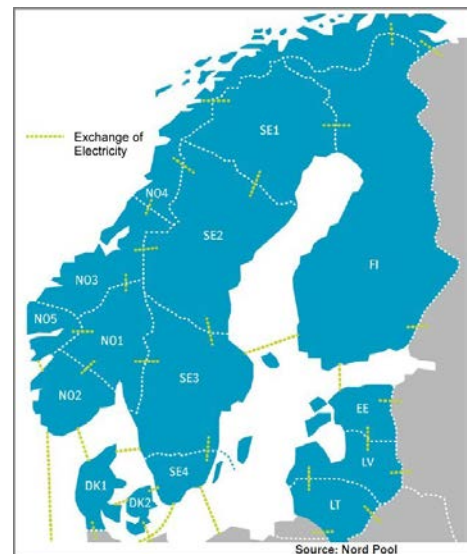 SE1
Exchange of
Electricity
NO4
SE2
FI
NO3
NO5
NO1
SE3
NO2
EE
LV
SE4
DK1
DK2
LT
Source: Nord Pool